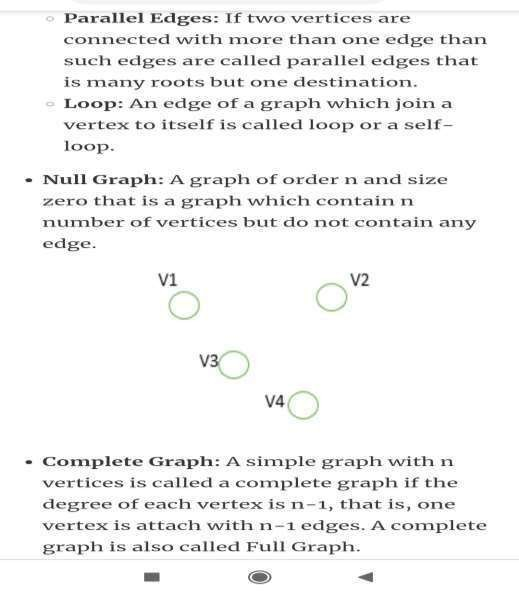 Parallel Edges: If two vertices are
connected with more than one edge than
such edges are called parallel edges that
is many roots but one destination.
Loop: An edge of a graph which join a
vertex to itself is called loop or a self-
loop.
Null Graph: A graph of order n and size
zero that is a graph which contain n
number of vertices but do not contain any
edge.
V1
V2
V3
V4
Complete Graph: A simple graph with n
vertices is called a complete graph if the
degree of each vertex is n-1, that is, one
vertex is attach with n-1 edges. A complete
graph is also called Full Graph.